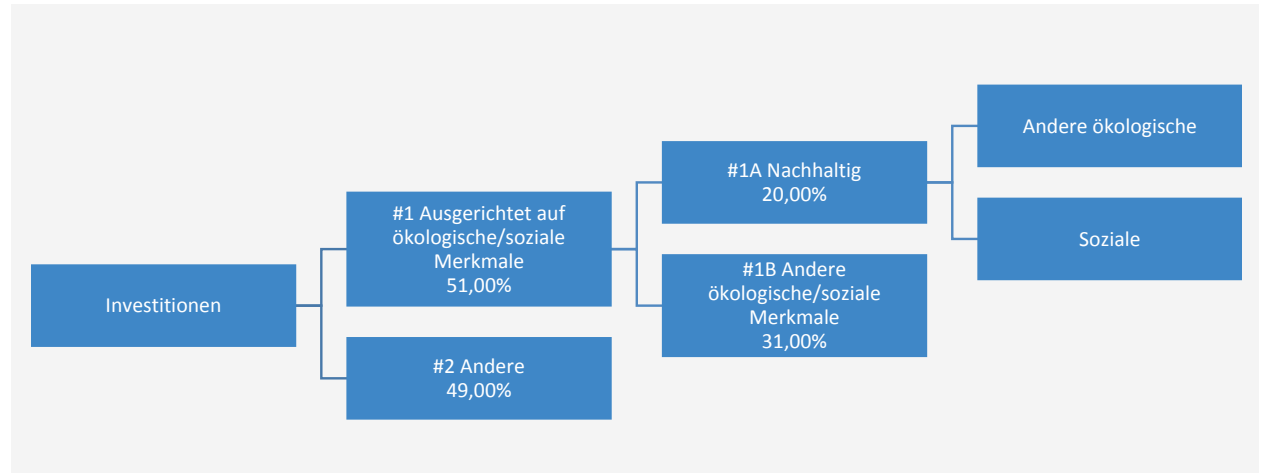 Investitionen
#1 Ausgerichtet auf
ökologische/soziale
Merkmale
51,00%
#2 Andere
49,00%
#1A Nachhaltig
20,00%
#1B Andere
ökologische/soziale
Merkmale
31,00%
Andere ökologische
Soziale